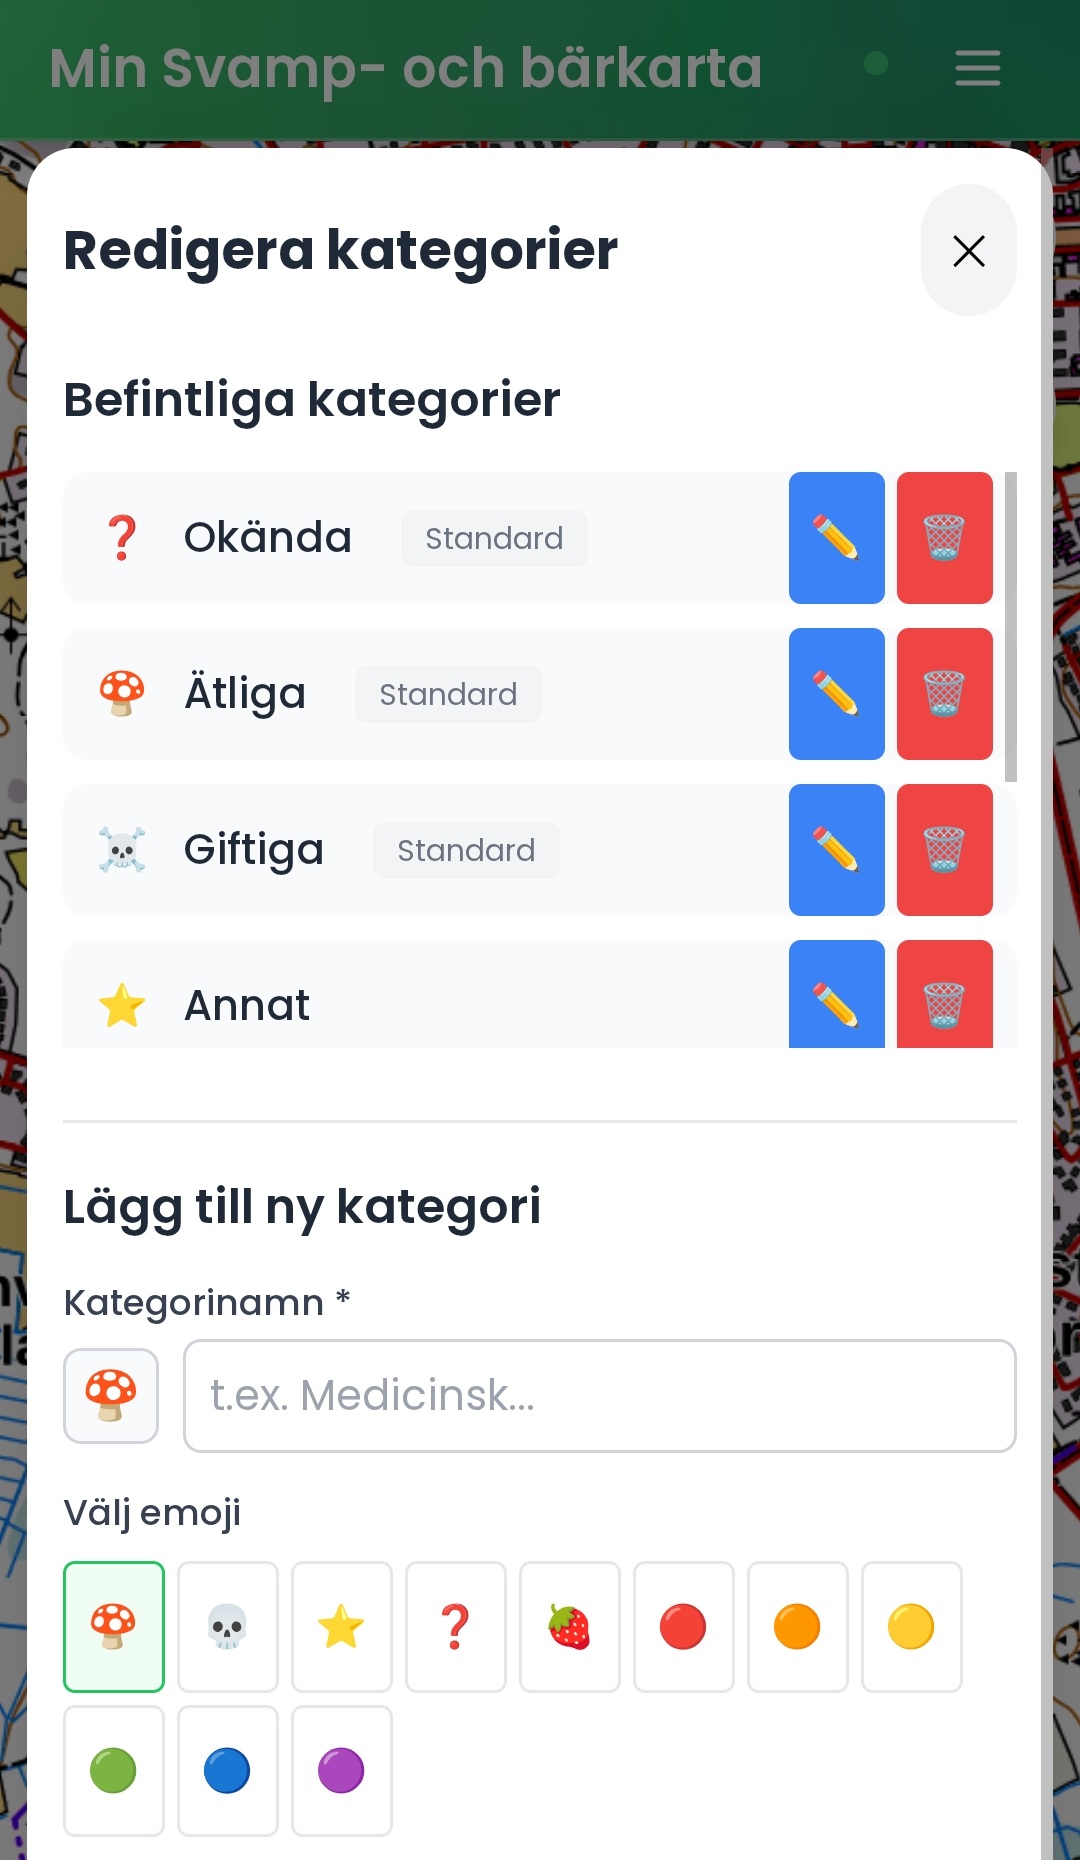 Min Svamp- och bärkarta
Redigera kategorier
Befintliga kategorier
Okända Standard
Ätliga Standard
Giftiga Standard
Annat
Lägg till ny kategori
Kategorinamn *
t.ex. Medicinsk...
Välj emoji